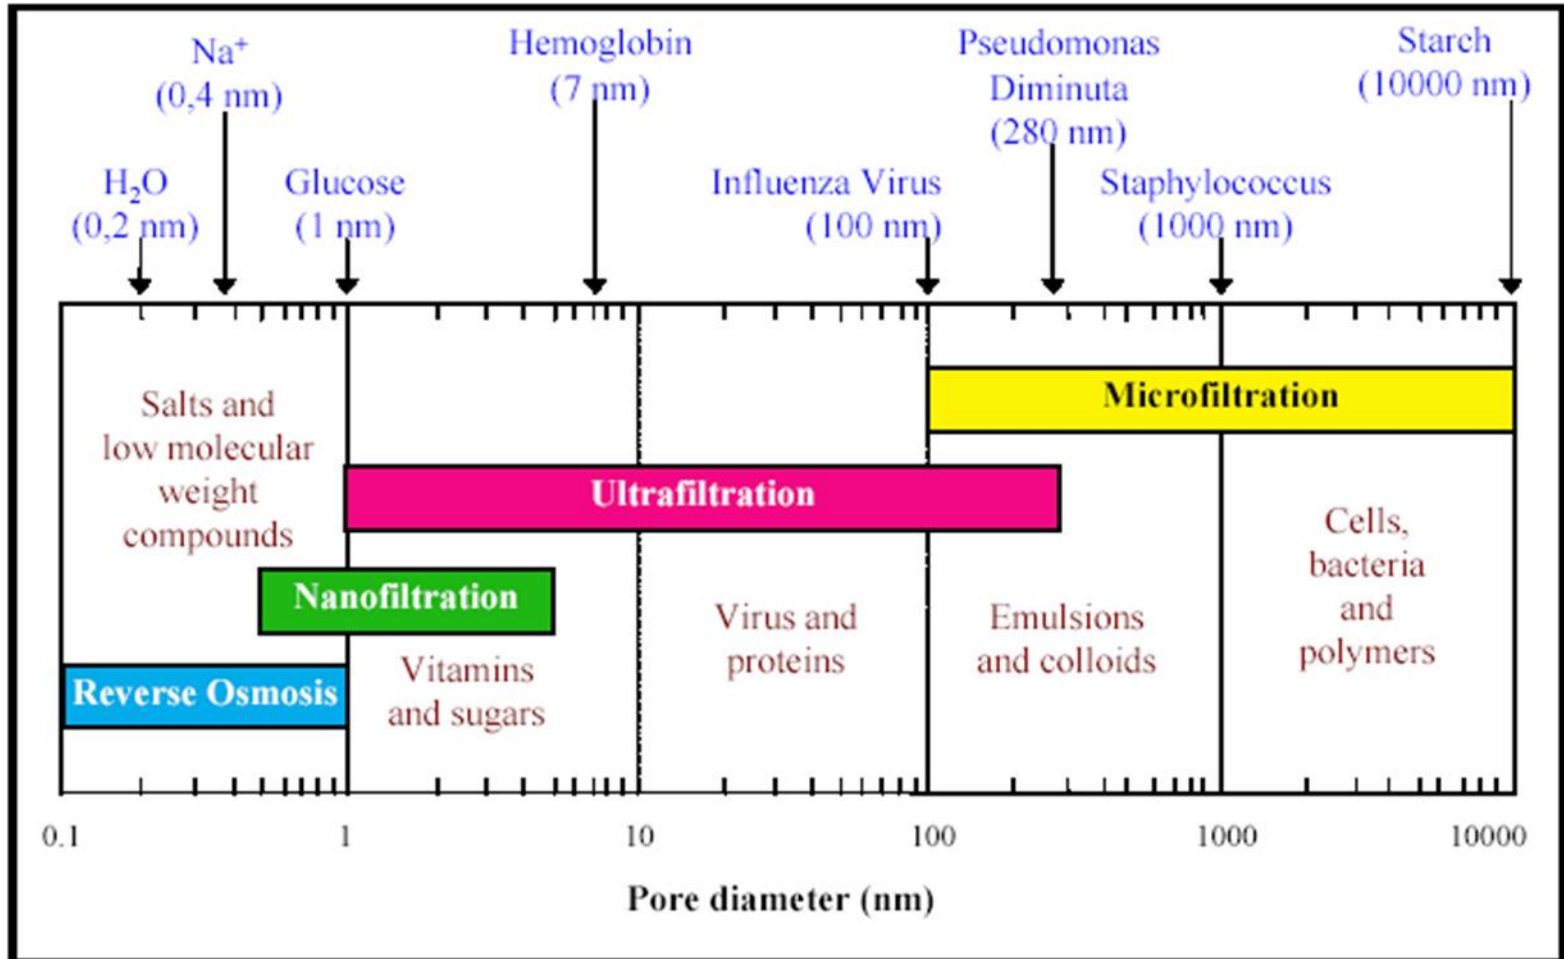 Na⁺
(0,4 nm)
Hemoglobin
(7 nm)
Pseudomonas
Diminuta
(280 nm)
Starch
(10000 nm)
H₂O
(0,2 nm)
Glucose
(1 nm)
Influenza Virus
(100 nm)
Staphylococcus
(1000 nm)
Salts and
low molecular
weight
compounds
Microfiltration
Ultrafiltration
Nanofiltration
Reverse Osmosis
Vitamins
and sugars
Virus and
proteins
Emulsions
and colloids
Cells,
bacteria
and
polymers
0.1 1 10 100 1000 10000
Pore diameter (nm)